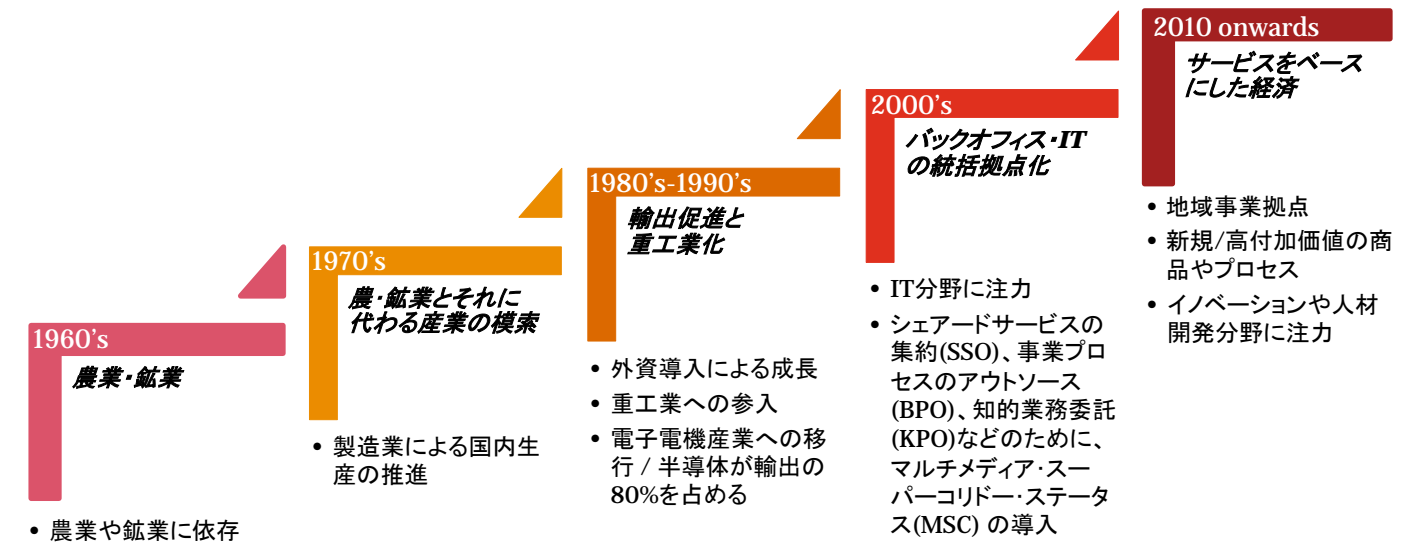 1960's
農業・鉱業
• 農業や鉱業に依存
1970's
農・鉱業とそれに
代わる産業の模索
• 製造業による国内生
産の推進
1980's-1990's
輸出促進と
重工業化
• 外資導入による成長
• 重工業への参入
• 電子電機産業への移
行 / 半導体が輸出の
80%を占める
2000's
バックオフィス・IT
の統括拠点化
• IT分野に注力
• シェアードサービスの
集約(SSO)、事業プロ
セスのアウトソース
(BPO)、知的業務委託
(KPO)などのために、
マルチメディア・スー
パーコリドー・ステータ
ス(MSC) の導入
2010 onwards
サービスをベース
にした経済
• 地域事業拠点
• 新規/高付加価値の商
品やプロセス
• イノベーションや人材
開発分野に注力